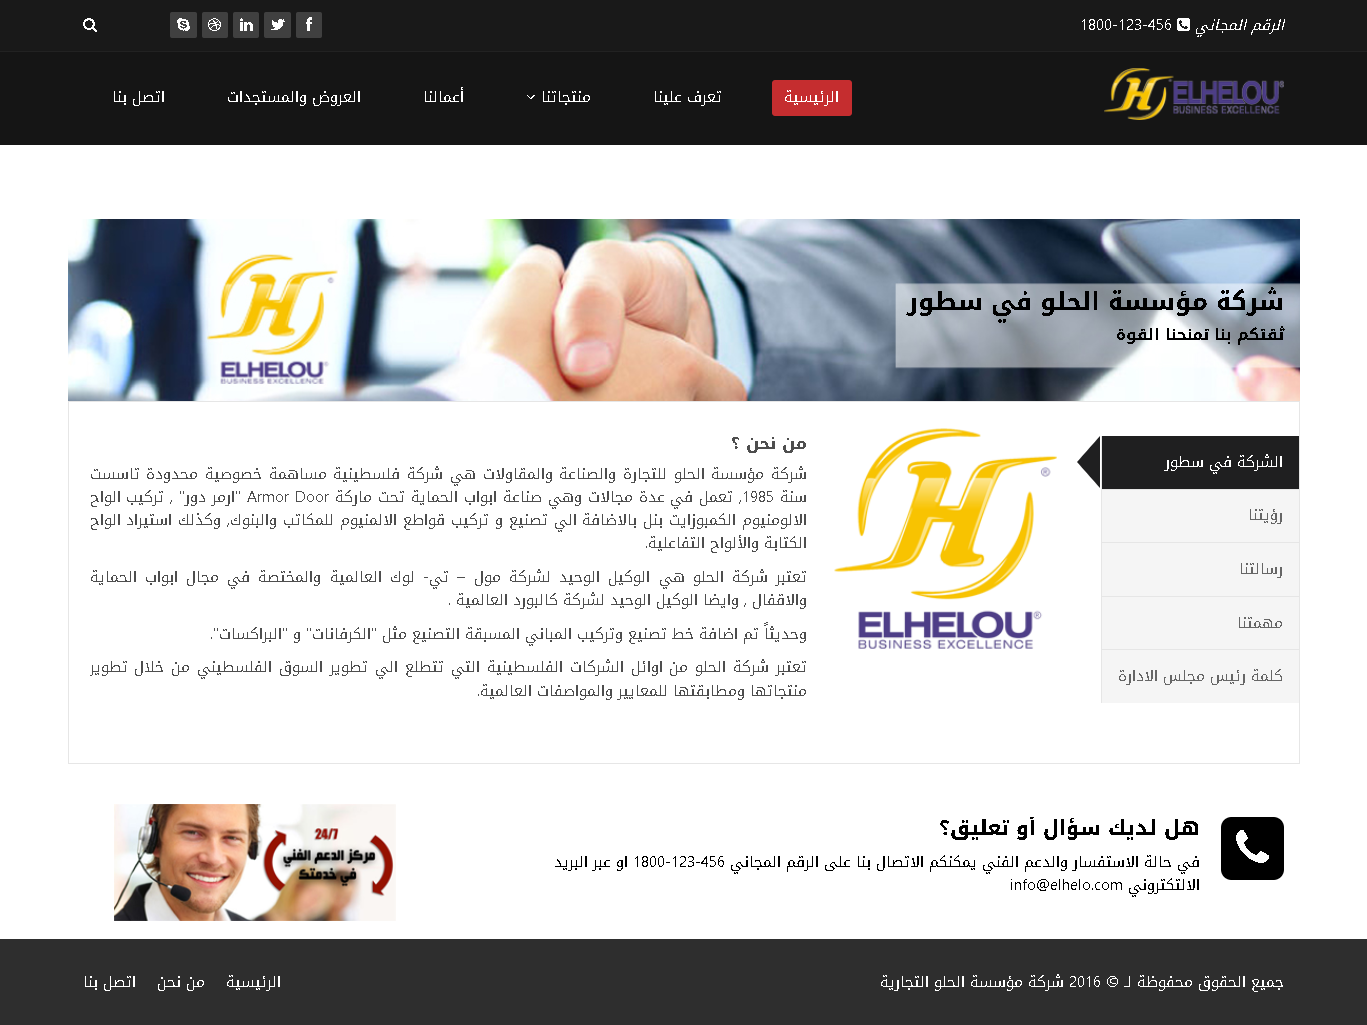 الرقم المجاني 1800-123-456
ELHELOU
BUSINESS EXCELLENCE
الرئيسية
تعرف علينا
منتجاتنا
أعمالنا
العروض والمستجدات
اتصل بنا
شركة مؤسسة الحلو في سطور
ثقتكم بنا تمنحنا القوة
ELHELOU
BUSINESS EXCELLENCE
الشركة في سطور
رؤيتنا
رسالتنا
مهمتنا
كلمة رئيس مجلس الادارة
ELHELOU
BUSINESS EXCELLENCE
من نحن ؟
شركة مؤسسة الحلو للتجارة والصناعة والمقاولات هي شركة فلسطينية مساهمة خصوصية محدودة تاسست
سنة 1985, تعمل في عدة مجالات وهي صناعة ابواب الحماية تحت ماركة Armor Door "ارمر دور" , تركيب الواح
الالومنيوم الكمبوزايت بنل بالاضافة الي تصنيع و تركيب قواطع الالمنيوم للمكاتب والبنوك, وكذلك استيراد الواح
الكتابة والألواح التفاعلية.
تعتبر شركة الحلو هي الوكيل الوحيد لشركة مول – تي- لوك العالمية والمختصة في مجال ابواب الحماية
والاقفال , وايضا الوكيل الوحيد لشركة كالبورد العالمية .
وحديثاً تم اضافة خط تصنيع وتركيب المباني المسبقة التصنيع مثل "الكرفانات" و "البراكسات".
تعتبر شركة الحلو من اوائل الشركات الفلسطينية التي تتطلع الي تطوير السوق الفلسطيني من خلال تطوير
منتجاتها ومطابقتها للمعايير والمواصفات العالمية.
هل لديك سؤال أو تعليق؟
في حالة الاستفسار والدعم الفني يمكنكم الاتصال بنا على الرقم المجاني 456-123-1800 او عبر البريد
الالتكتروني info@elhelo.com
24/7
مركز الدعم الفني
في خدمتك
جميع الحقوق محفوظة لـ © 2016 شركة مؤسسة الحلو التجارية
الرئيسية
من نحن
اتصل بنا